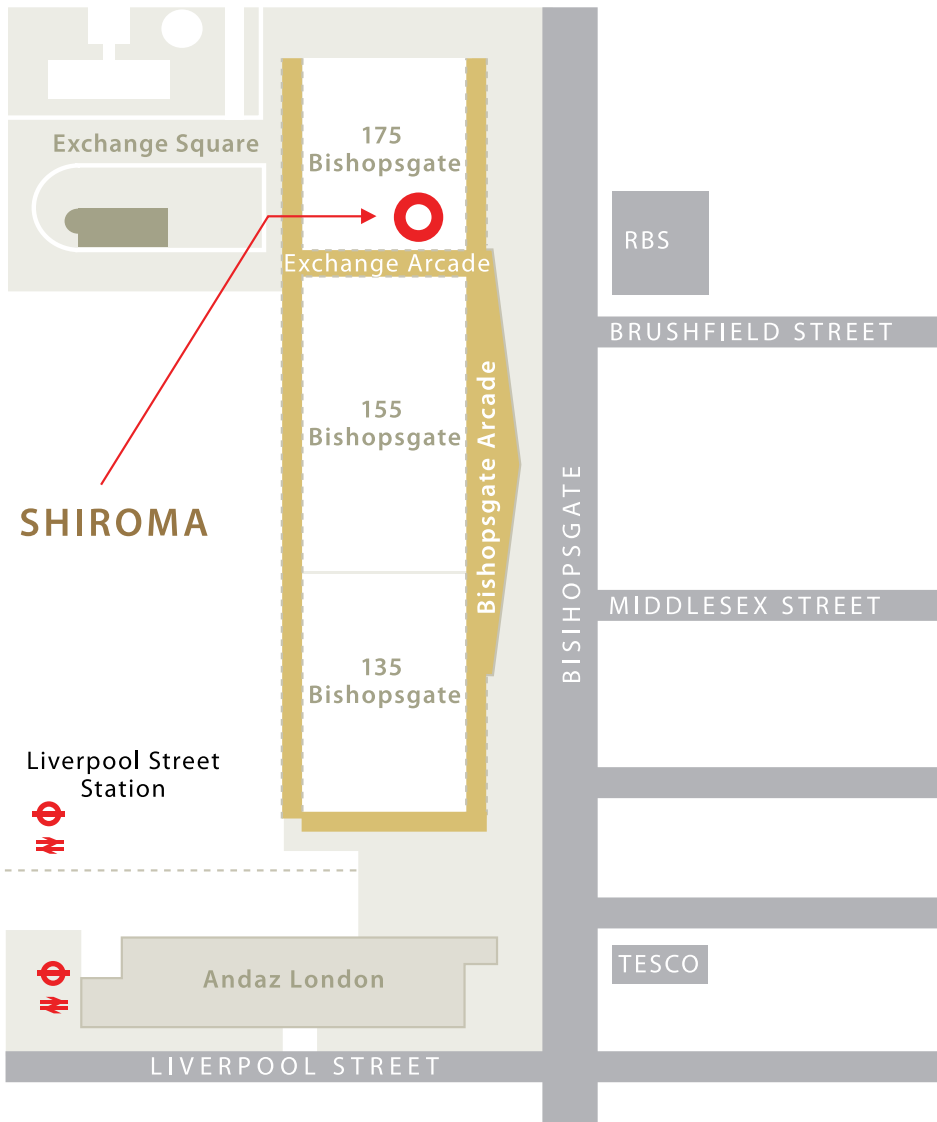 175
Bishopsgate
Exchange Square
RBS
Exchange Arcade
BRUSHFIELD STREET
155
Bishopsgate
Bishopsgate Arcade
SHIROMA
BISIHOPSGATE
MIDDLESEX STREET
135
Bishopsgate
Liverpool Street
Station
TESCO
Andaz London
LIVERPOOL STREET